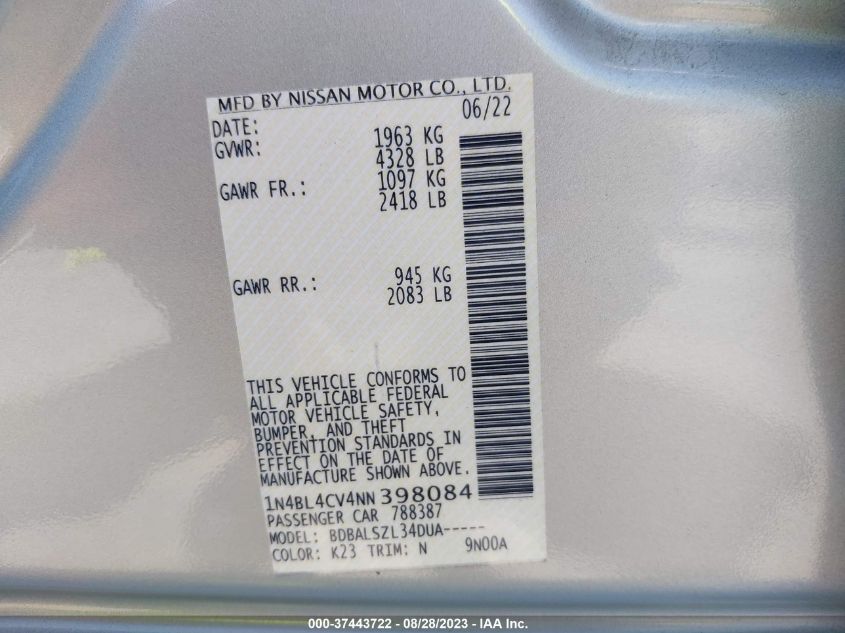 MFD BY NISSAN MOTOR CO., LTD.
DATE: 06/22
GVWR: 1963 KG
4328 LB
GAWR FR.: 1097 KG
2418 LB
GAWR RR.: 945 KG
2083 LB
THIS VEHICLE CONFORMS TO
ALL APPLICABLE FEDERAL
MOTOR VEHICLE SAFETY,
BUMPER, AND THEFT
PREVENTION STANDARDS IN
EFFECT ON THE DATE OF
MANUFACTURE SHOWN ABOVE.
1N4BL4CV4NN398084
PASSENGER CAR 788387
MODEL: BDBALSZL34DUA-----
COLOR: K23 TRIM: N 9N00A
000-37443722 - 08/28/2023 - IAA Inc.